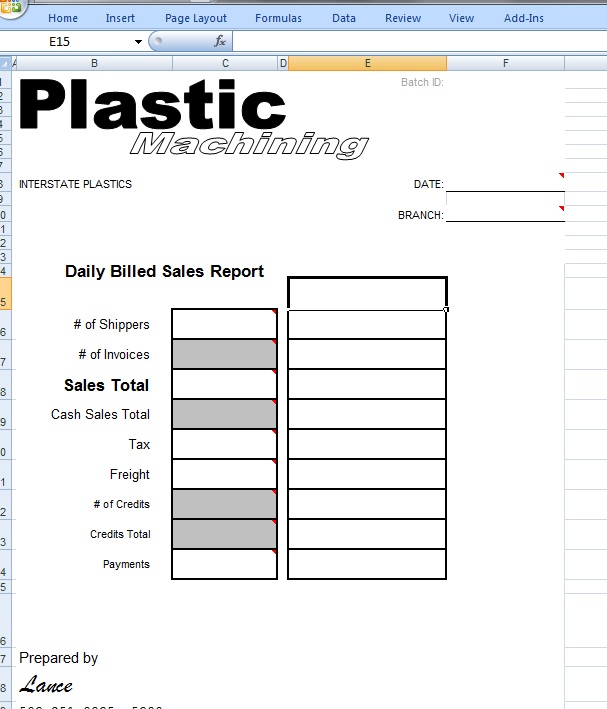 Home Insert Page Layout Formulas Data Review View Add-Ins
E15 fx
A B C D E F
Batch ID:
Plastic
Machining
INTERSTATE PLASTICS DATE:
BRANCH:
Daily Billed Sales Report
# of Shippers
# of Invoices
Sales Total
Cash Sales Total
Tax
Freight
# of Credits
Credits Total
Payments
Prepared by
Lance